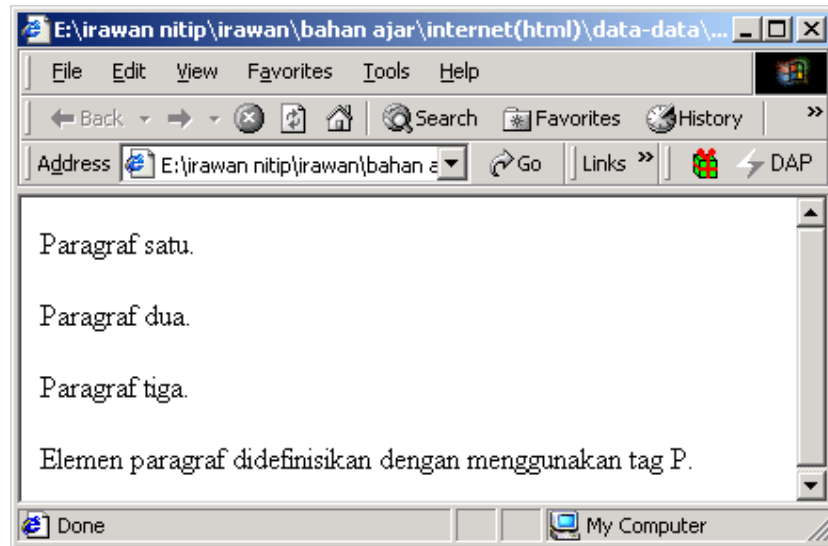 E:\irawan nitip\irawan\bahan ajar\internet(html)\data-data\...
File Edit View Favorites Tools Help
Back Search Favorites History »
Address E:\irawan nitip\irawan\bahan a Go Links » DAP
Paragraf satu.
Paragraf dua.
Paragraf tiga.
Elemen paragraf didefinisikan dengan menggunakan tag P.
Done My Computer